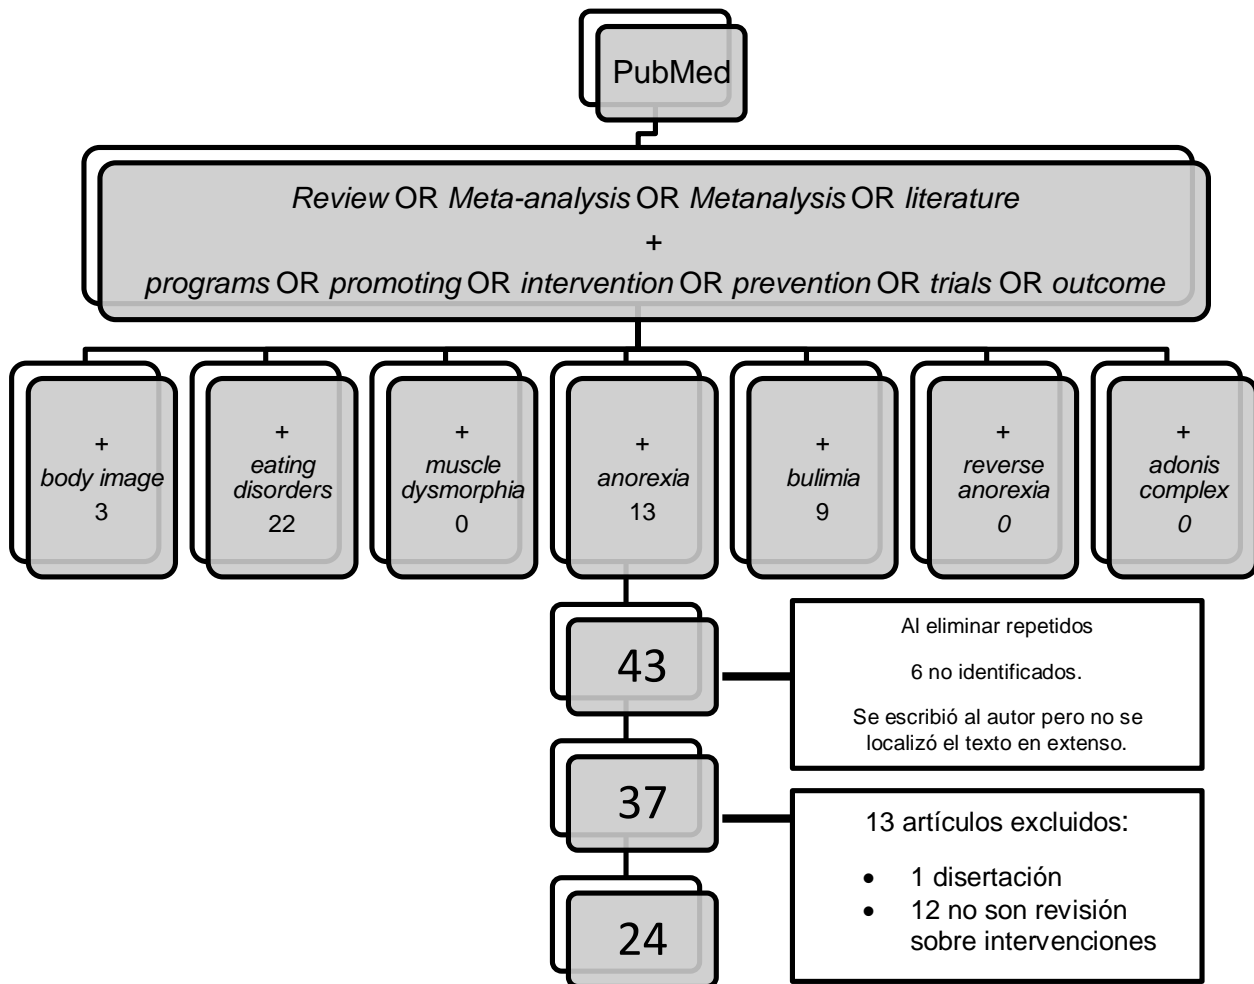 PubMed
Review OR Meta-analysis OR Metanalysis OR literature
+
programs OR promoting OR intervention OR prevention OR trials OR outcome
+
body image
3
+
eating
disorders
22
+
muscle
dysmorphia
0
+
anorexia
13
+
bulimia
9
+
reverse
anorexia
0
+
adonis
complex
0
43
Al eliminar repetidos
6 no identificados.
Se escribió al autor pero no se
localizó el texto en extenso.
37
13 artículos excluidos:
• 1 disertación
• 12 no son revisión
sobre intervenciones
24